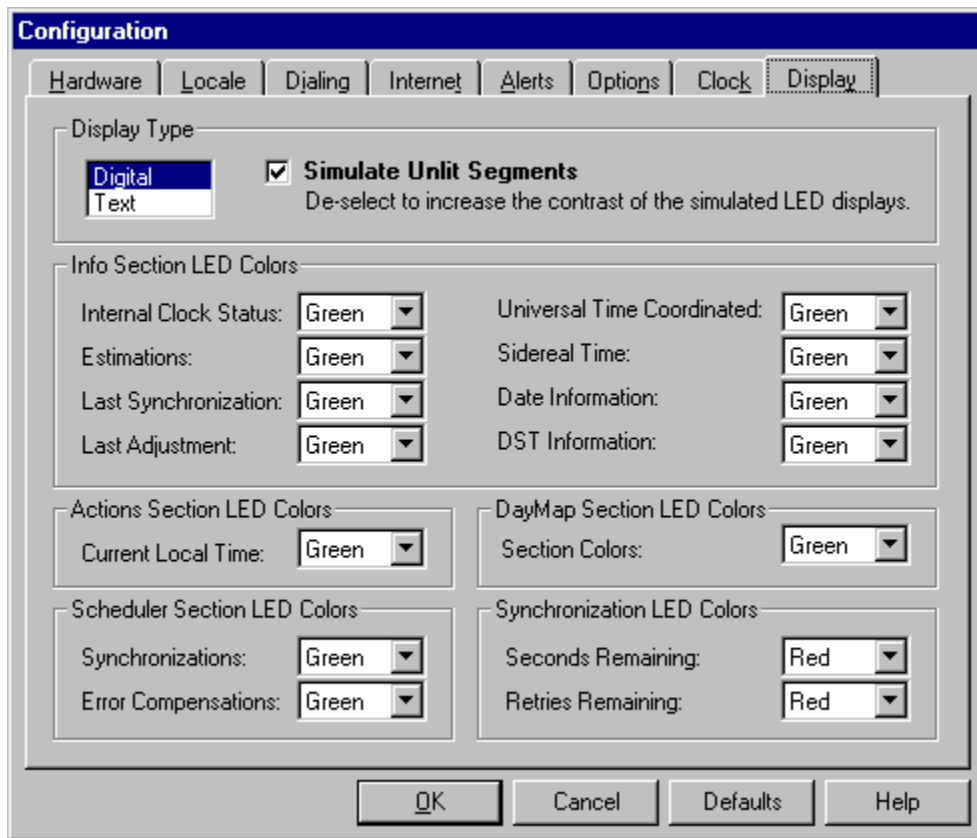 Configuration
Hardware Locale Dialing Internet Alerts Options Clock Display
Display Type
Digital
Text
Simulate Unlit Segments
De-select to increase the contrast of the simulated LED displays.
Info Section LED Colors
Internal Clock Status: Green Universal Time Coordinated: Green
Estimations: Green Sidereal Time: Green
Last Synchronization: Green Date Information: Green
Last Adjustment: Green DST Information: Green
Actions Section LED Colors DayMap Section LED Colors
Current Local Time: Green Section Colors: Green
Scheduler Section LED Colors Synchronization LED Colors
Synchronizations: Green Seconds Remaining: Red
Error Compensations: Green Retries Remaining: Red
OK Cancel Defaults Help